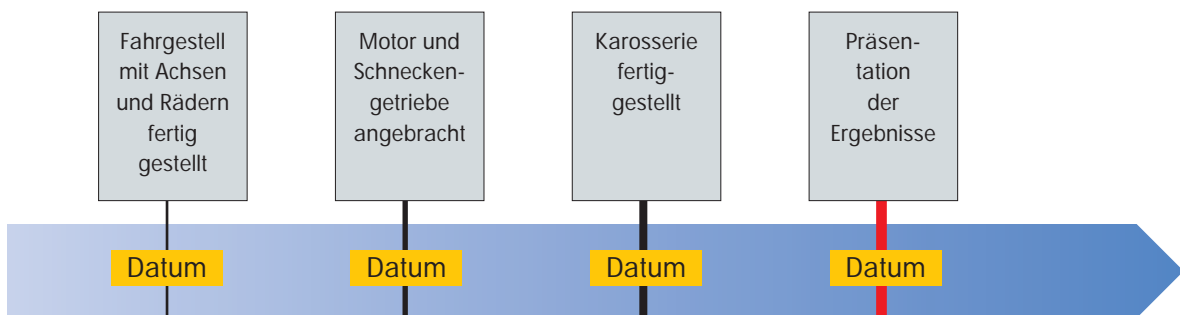 Fahrgestell
mit Achsen
und Rädern
fertig
gestellt
Motor und
Schnecken-
getriebe
angebracht
Karosserie
fertig-
gestellt
Präsen-
tation
der
Ergebnisse
Datum
Datum
Datum
Datum